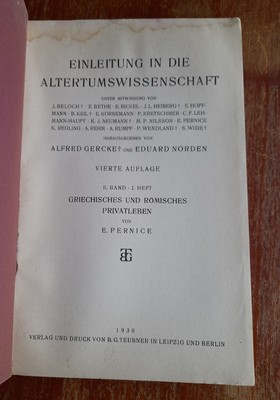 EINLEITUNG IN DIE
ALTERTUMSWISSENSCHAFT
UNTER MITWIRKUNG VON
J. BELOCH† · E. BETHE · E. BICKEL · J. L. HEIBERG† · E. HOFF-
MANN · B. KEIL† · E. KORNEMANN · P. KRETSCHMER · C. F. LEH-
MANN-HAUPT · K. J. NEUMANN† · M. P. NILSSON · E. PERNICE
K. REGLING · A. REHM · A. RUMPF · P. WENDLAND† · S. WIDE†
HERAUSGEGEBEN VON
ALFRED GERCKE† UND EDUARD NORDEN
VIERTE AUFLAGE
II. BAND · 1. HEFT
GRIECHISCHES UND RÖMISCHES
PRIVATLEBEN
VON
E. PERNICE
1930
VERLAG UND DRUCK VON B. G. TEUBNER IN LEIPZIG UND BERLIN